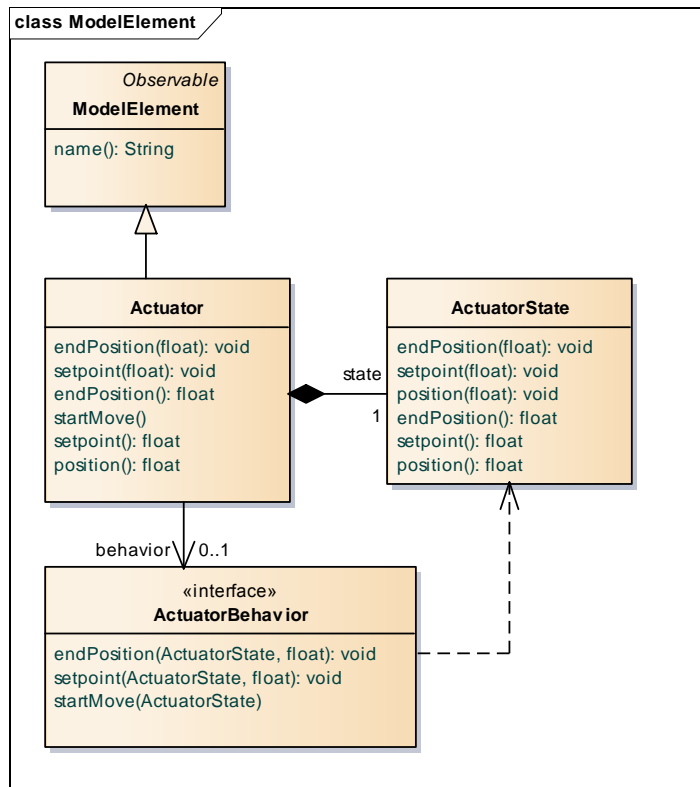 class ModelElement
Observable
ModelElement
name(): String
Actuator
endPosition(float): void
setpoint(float): void
endPosition(): float
startMove()
setpoint(): float
position(): float
state
1
ActuatorState
endPosition(float): void
setpoint(float): void
position(float): void
endPosition(): float
setpoint(): float
position(): float
behavior 0..1
«interface»
ActuatorBehavior
endPosition(ActuatorState, float): void
setpoint(ActuatorState, float): void
startMove(ActuatorState)